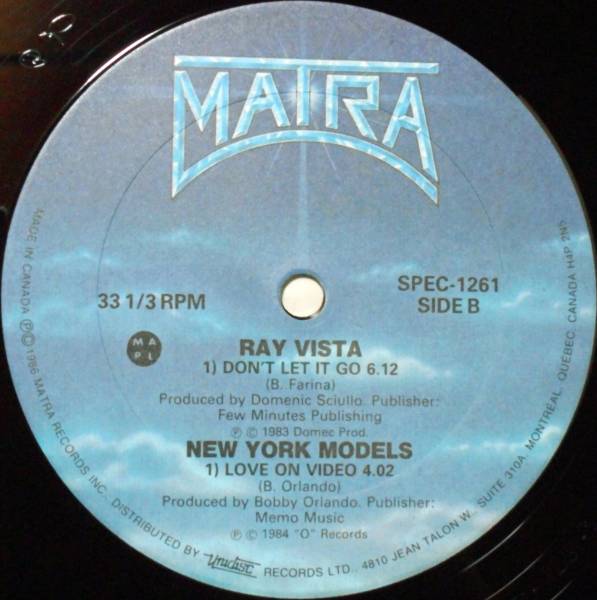 MATRA
33 1/3 RPM
SPEC-1261
SIDE B
M A
P L
RAY VISTA
1) DON'T LET IT GO 6.12
(B. Farina)
Produced by Domenic Sciullo. Publisher:
Few Minutes Publishing
Ⓟ © 1983 Domec Prod.
NEW YORK MODELS
1) LOVE ON VIDEO 4.02
(B. Orlando)
Produced by Bobby Orlando. Publisher:
Memo Music
Ⓟ © 1984 "O" Records
MADE IN CANADA Ⓟ© 1986 MATRA RECORDS INC. DISTRIBUTED BY Unidisc RECORDS LTD.. 4810 JEAN TALON W., SUITE 310A, MONTRÉAL, QUÉBEC, CANADA H4P 2N5